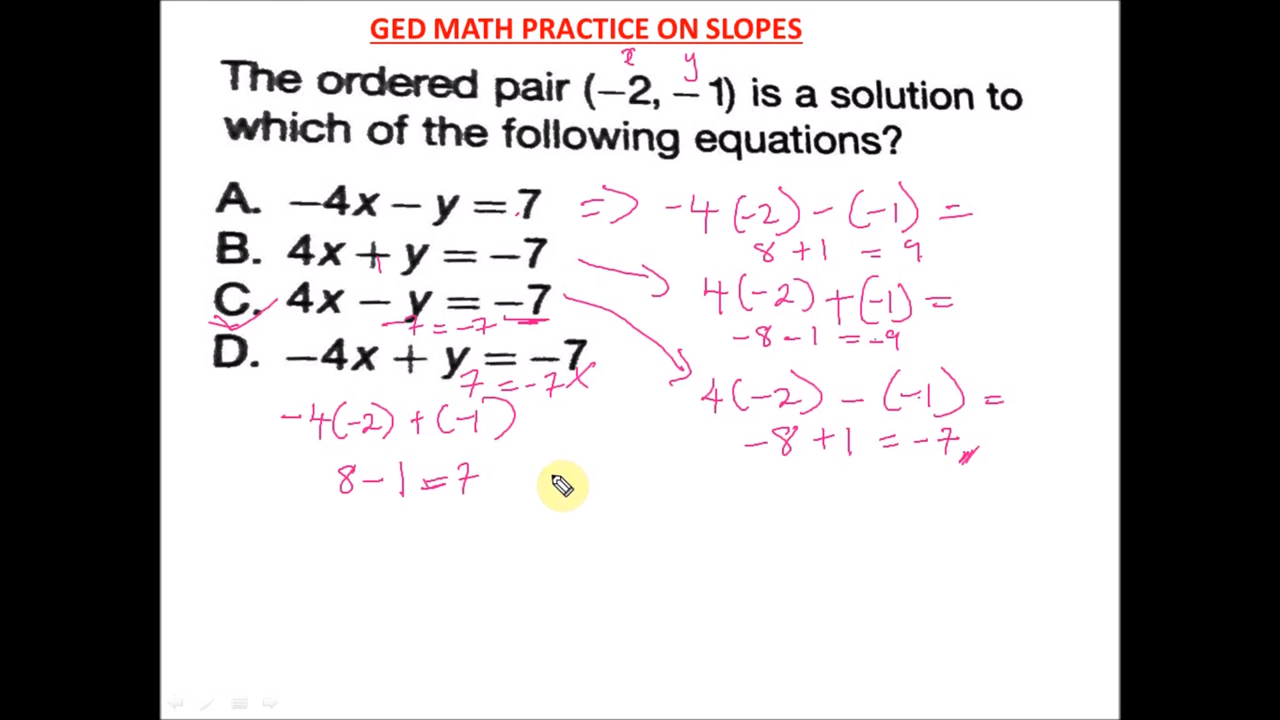 GED MATH PRACTICE ON SLOPES
x y
The ordered pair (−2, −1) is a solution to
which of the following equations?
A. −4x − y = 7 => -4(-2) - (-1) =
8 + 1 = 9
B. 4x + y = −7
4(-2) + (-1) =
-8 - 1 = -9
C. 4x − y = −7
-7 = -7
4(-2) - (-1) =
-8 + 1 = -7
D. −4x + y = −7
7 = -7 x
-4(-2) + (-1)
8 - 1 = 7